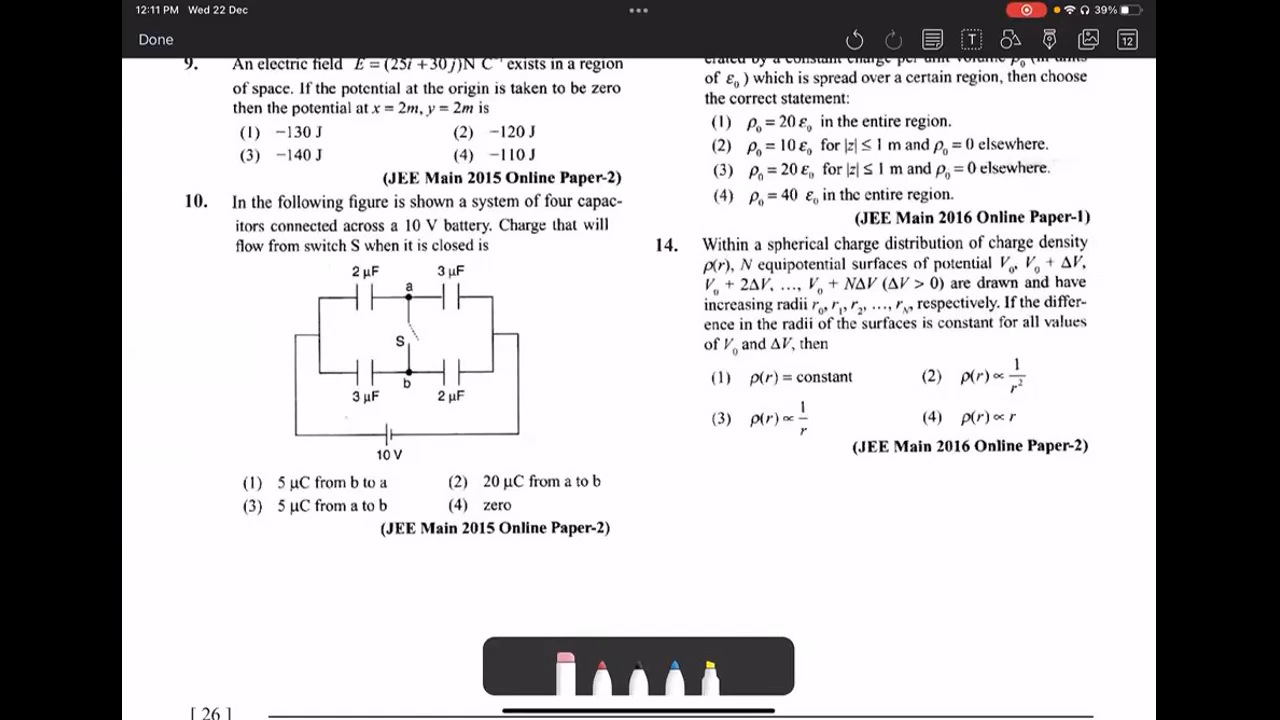 12:11 PM Wed 22 Dec
39%
Done
T
12
9. An electric field E = (25i + 30j)N C⁻¹ exists in a region
of space. If the potential at the origin is taken to be zero
then the potential at x = 2m, y = 2m is
(1) −130 J (2) −120 J
(3) −140 J (4) −110 J
(JEE Main 2015 Online Paper-2)
10. In the following figure is shown a system of four capac-
itors connected across a 10 V battery. Charge that will
flow from switch S when it is closed is
2 μF 3 μF
a
S
b
3 μF 2 μF
10 V
(1) 5 μC from b to a (2) 20 μC from a to b
(3) 5 μC from a to b (4) zero
(JEE Main 2015 Online Paper-2)
[ 26 ]
erated by a constant charge per unit volume ρ₀ (in units
of ε₀) which is spread over a certain region, then choose
the correct statement:
(1) ρ₀ = 20 ε₀ in the entire region.
(2) ρ₀ = 10 ε₀ for |z| ≤ 1 m and ρ₀ = 0 elsewhere.
(3) ρ₀ = 20 ε₀ for |z| ≤ 1 m and ρ₀ = 0 elsewhere.
(4) ρ₀ = 40 ε₀ in the entire region.
(JEE Main 2016 Online Paper-1)
14. Within a spherical charge distribution of charge density
ρ(r), N equipotential surfaces of potential V₀, V₀ + ΔV,
V₀ + 2ΔV, ..., V₀ + NΔV (ΔV > 0) are drawn and have
increasing radii r₀, r₁, r₂, ..., r_N, respectively. If the differ-
ence in the radii of the surfaces is constant for all values
of V₀ and ΔV, then
(1) ρ(r) = constant (2) ρ(r) ∝ 1/r²
(3) ρ(r) ∝ 1/r (4) ρ(r) ∝ r
(JEE Main 2016 Online Paper-2)